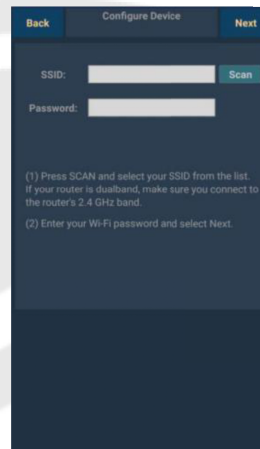 Back Configure Device Next
SSID: Scan
Password:
(1) Press SCAN and select your SSID from the list.
If your router is dualband, make sure you connect to
the router's 2.4 GHz band.
(2) Enter your Wi-Fi password and select Next.